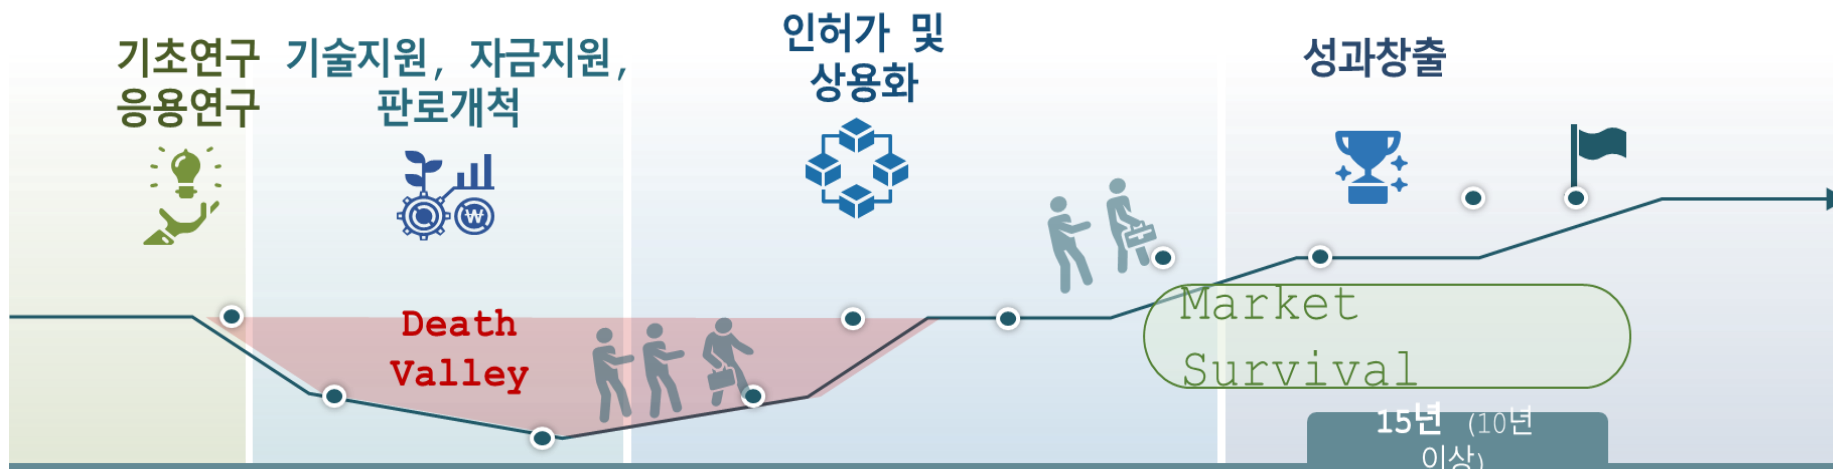 기초연구
응용연구
기술지원, 자금지원,
판로개척
인허가 및
상용화
성과창출
₩
Death
Valley
Market
Survival
15년 (10년
이상)